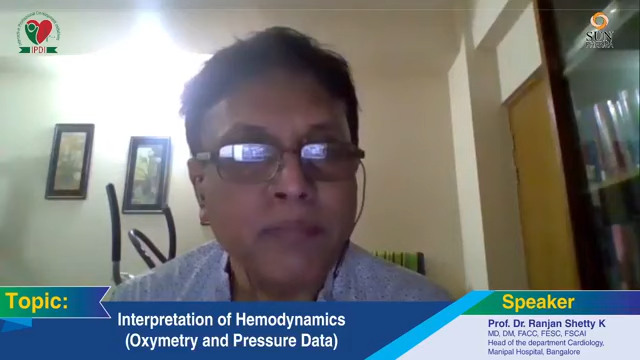 IPDI
SUN
PHARMA
Topic:
Interpretation of Hemodynamics
(Oxymetry and Pressure Data)
Speaker
Prof. Dr. Ranjan Shetty K
MD, DM, FACC, FESC, FSCAI
Head of the department Cardiology,
Manipal Hospital, Bangalore